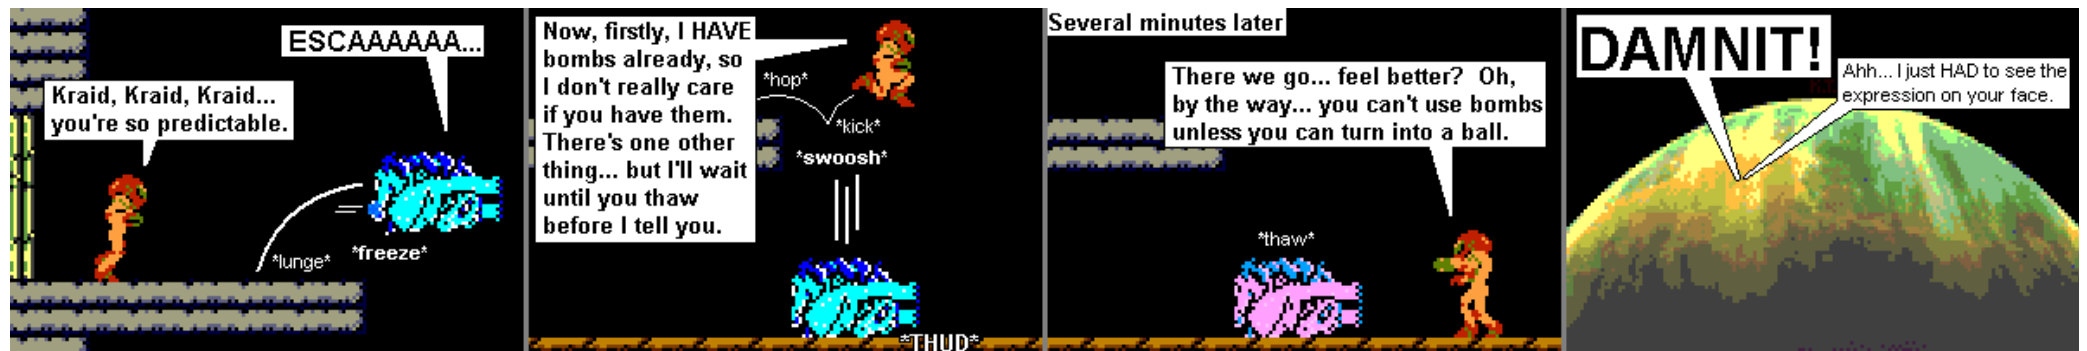 Kraid, Kraid, Kraid...
you're so predictable.
ESCAAAAAA...
*lunge*
*freeze*
Now, firstly, I HAVE
bombs already, so
I don't really care
if you have them.
There's one other
thing... but I'll wait
until you thaw
before I tell you.
*hop*
*kick*
*swoosh*
*THUD*
Several minutes later
There we go... feel better? Oh,
by the way... you can't use bombs
unless you can turn into a ball.
*thaw*
DAMNIT!
Ahh... I just HAD to see the
expression on your face.